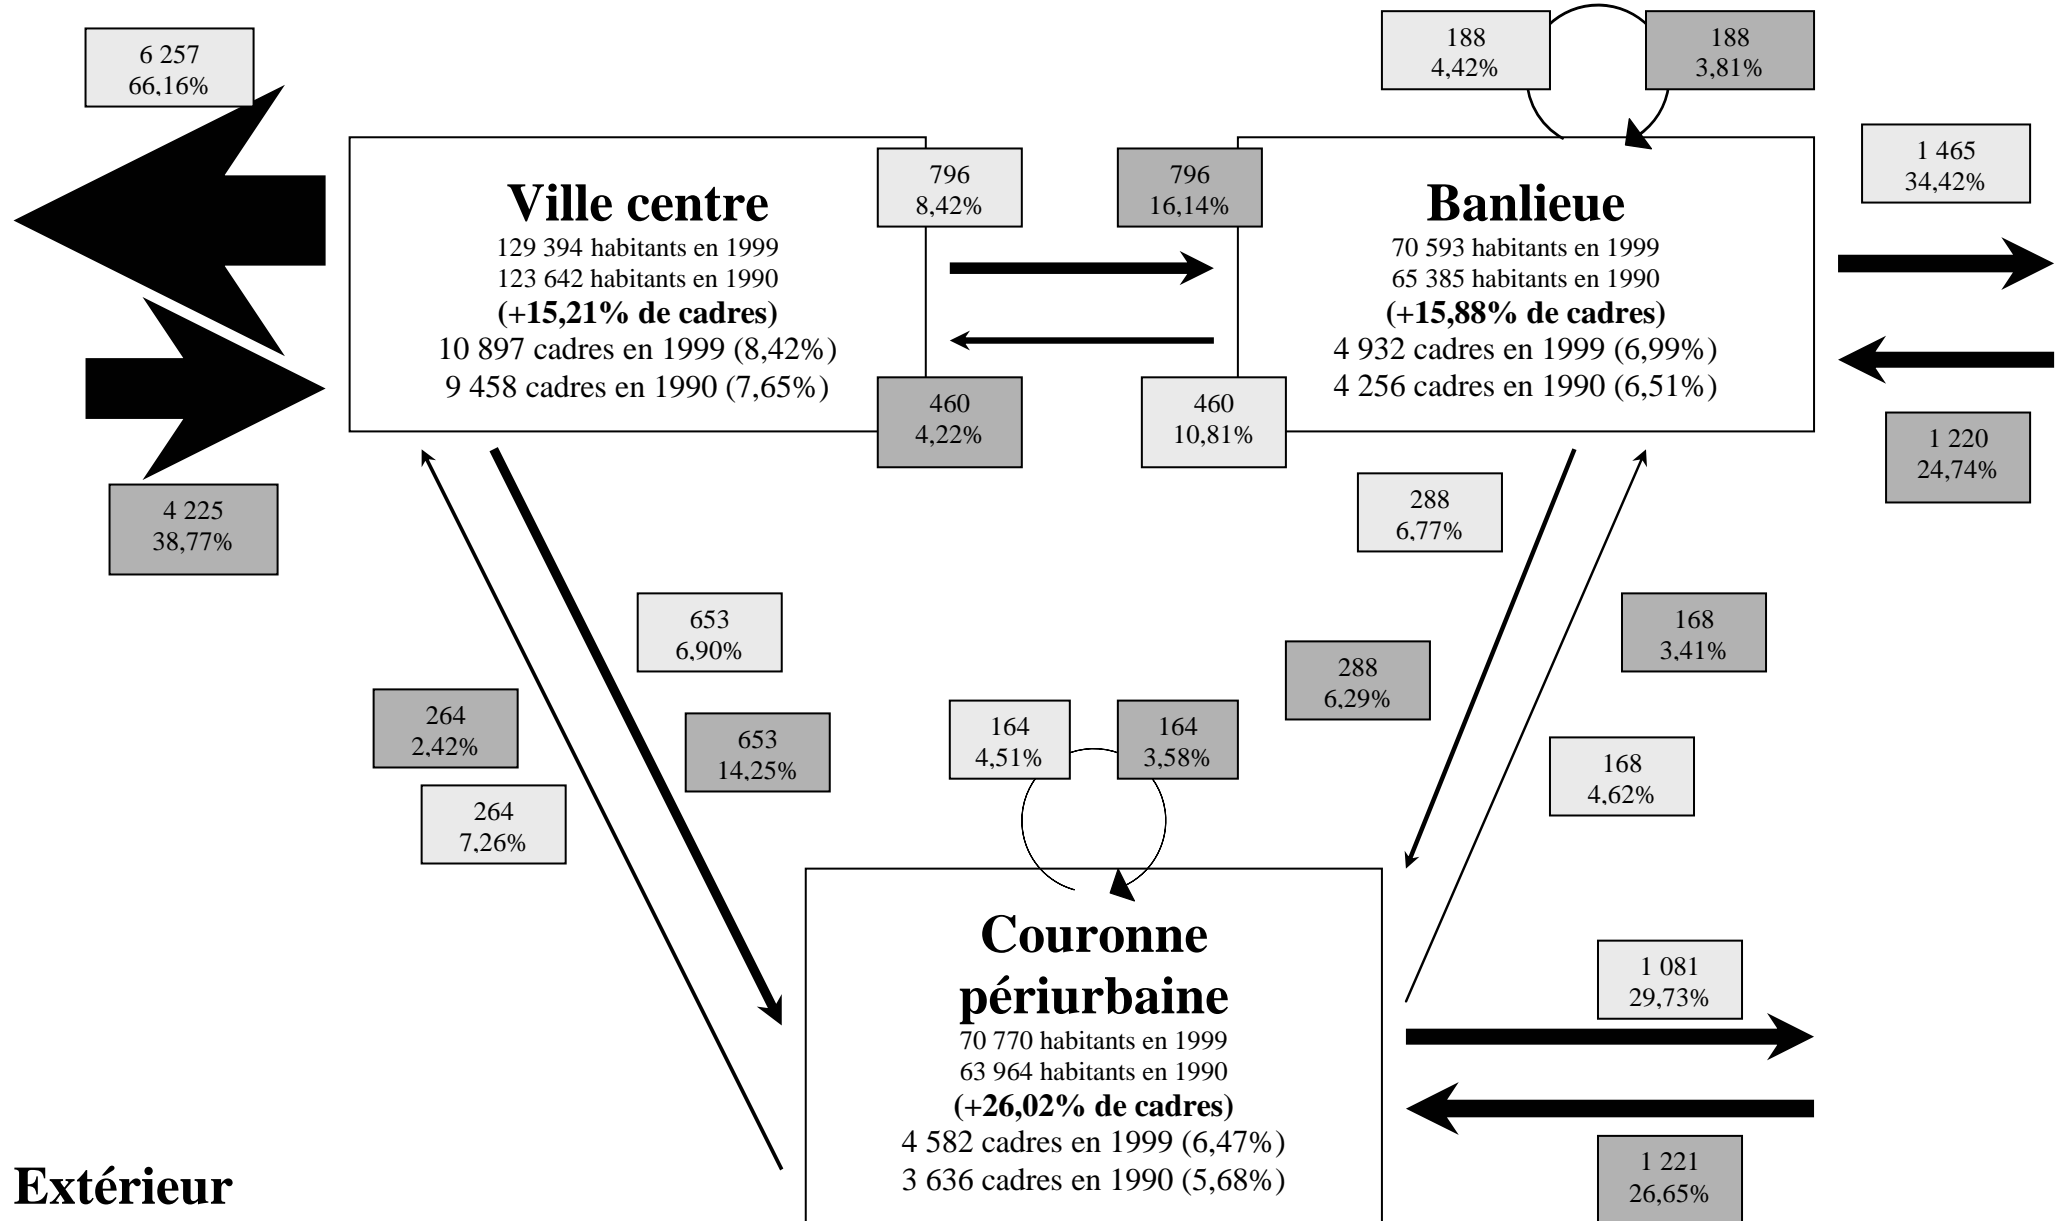 6 257
66,16%
188
4,42%
188
3,81%
1 465
34,42%
Ville centre
129 394 habitants en 1999
123 642 habitants en 1990
(+15,21% de cadres)
10 897 cadres en 1999 (8,42%)
9 458 cadres en 1990 (7,65%)
796
8,42%
796
16,14%
Banlieue
70 593 habitants en 1999
65 385 habitants en 1990
(+15,88% de cadres)
4 932 cadres en 1999 (6,99%)
4 256 cadres en 1990 (6,51%)
460
4,22%
460
10,81%
1 220
24,74%
4 225
38,77%
288
6,77%
653
6,90%
168
3,41%
288
6,29%
264
2,42%
653
14,25%
164
4,51%
164
3,58%
168
4,62%
264
7,26%
Couronne
périurbaine
70 770 habitants en 1999
63 964 habitants en 1990
(+26,02% de cadres)
4 582 cadres en 1999 (6,47%)
3 636 cadres en 1990 (5,68%)
1 081
29,73%
1 221
26,65%
Extérieur